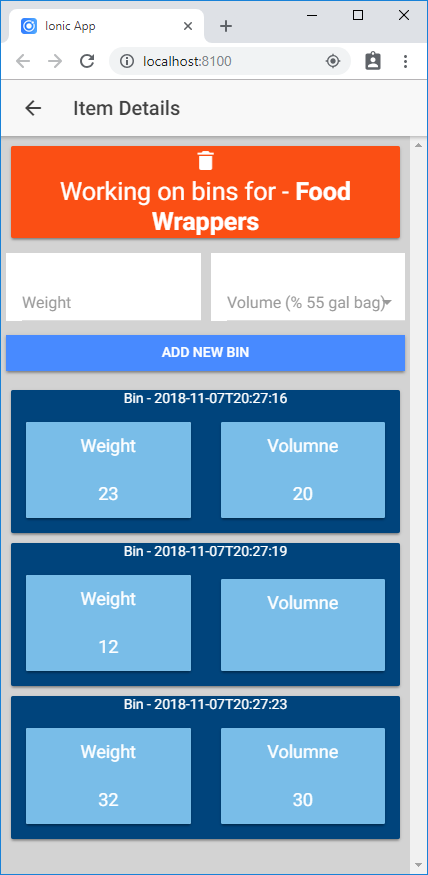 Ionic App
localhost:8100
Item Details
Working on bins for - Food
Wrappers
Weight
Volume (% 55 gal bag)
ADD NEW BIN
Bin - 2018-11-07T20:27:16
Weight
Volumne
23
20
Bin - 2018-11-07T20:27:19
Weight
Volumne
12
Bin - 2018-11-07T20:27:23
Weight
Volumne
32
30